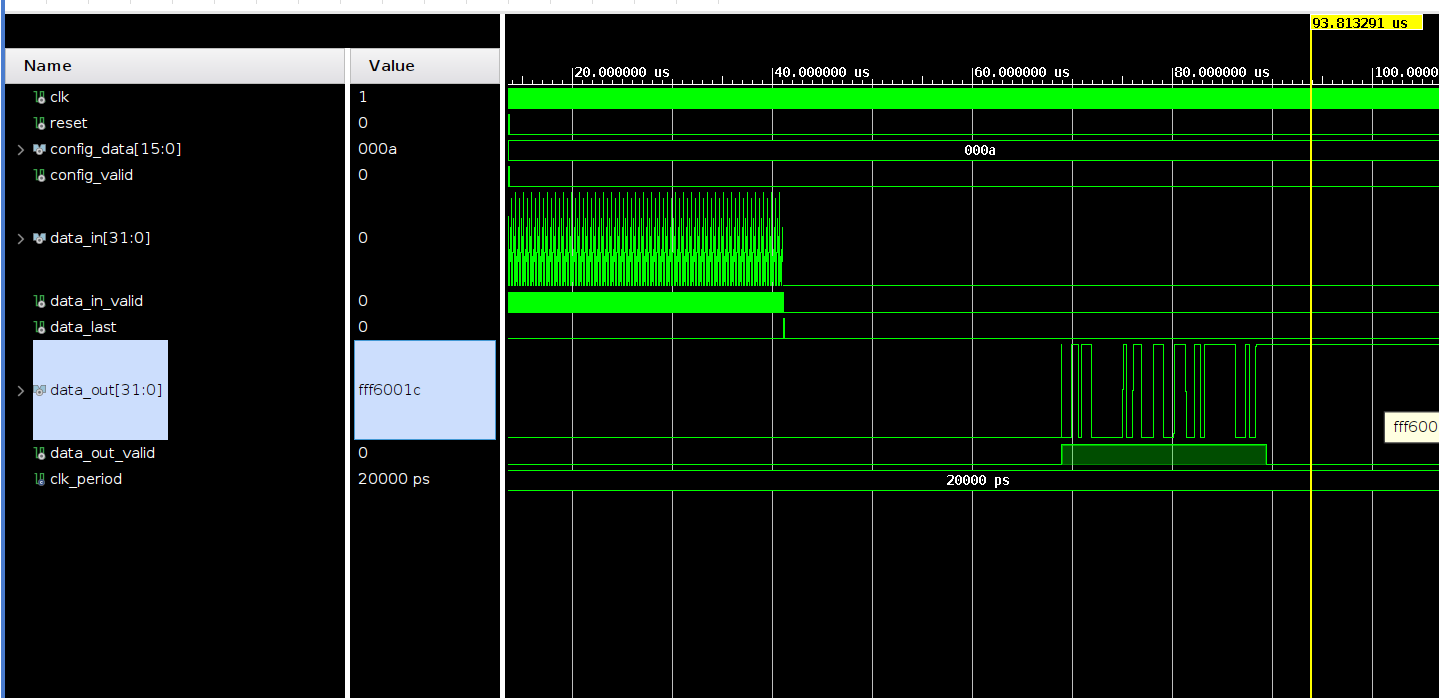 93.813291 us
Name Value
20.000000 us 40.000000 us 60.000000 us 80.000000 us 100.0000
clk 1
reset 0
config_data[15:0] 000a 000a
config_valid 0
data_in[31:0] 0
data_in_valid 0
data_last 0
data_out[31:0] fff6001c
fff600
data_out_valid 0
clk_period 20000 ps 20000 ps